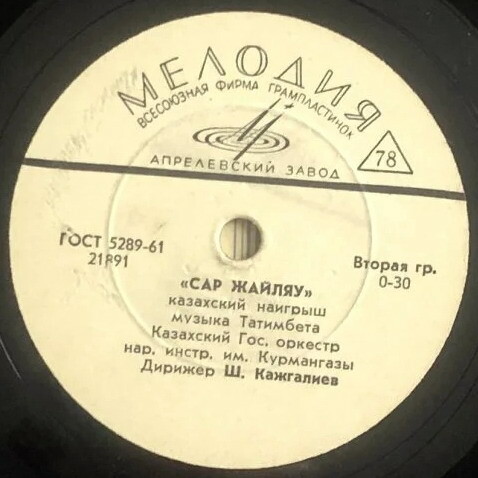 МЕЛОДИЯ
ВСЕСОЮЗНАЯ ФИРМА ГРАМПЛАСТИНОК
АПРЕЛЕВСКИЙ ЗАВОД
78
ГОСТ 5289-61
21891
Вторая гр.
0-30
«САР ЖАЙЛЯУ»
казахский наигрыш
музыка Татимбета
Казахский Гос. оркестр
нар. инстр. им. Курмангазы
Дирижер Ш. Кажгалиев